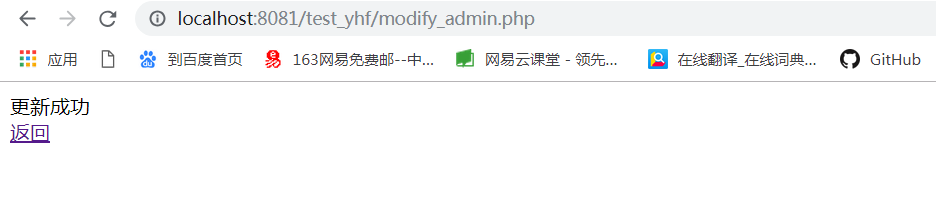 localhost:8081/test_yhf/modify_admin.php
应用 到百度首页 163网易免费邮--中... 网易云课堂 - 领先... 在线翻译_在线词典... GitHub
更新成功
返回